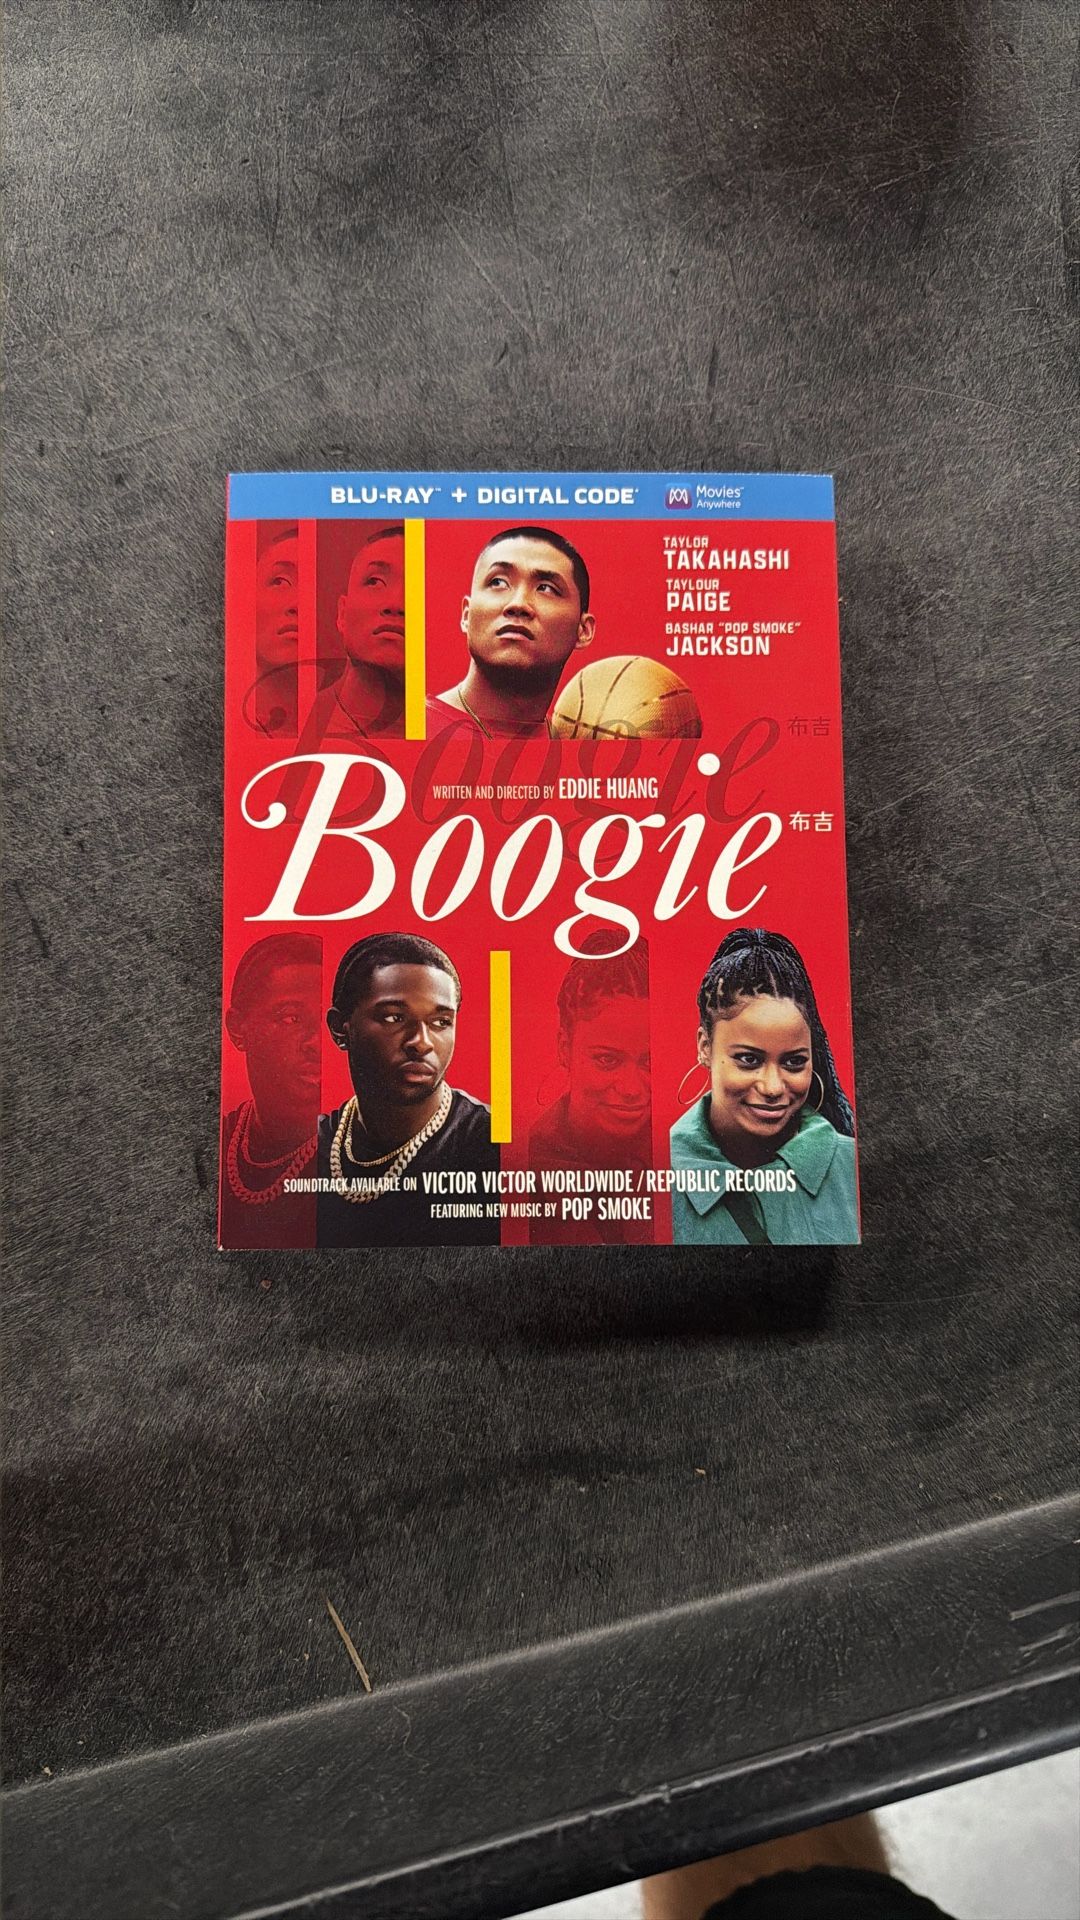 BLU-RAY™ + DIGITAL CODE*
Movies™
Anywhere
TAYLOR
TAKAHASHI
TAYLOUR
PAIGE
BASHAR "POP SMOKE"
JACKSON
Boogie 布吉
WRITTEN AND DIRECTED BY EDDIE HUANG
Boogie 布吉
SOUNDTRACK AVAILABLE ON VICTOR VICTOR WORLDWIDE / REPUBLIC RECORDS
FEATURING NEW MUSIC BY POP SMOKE